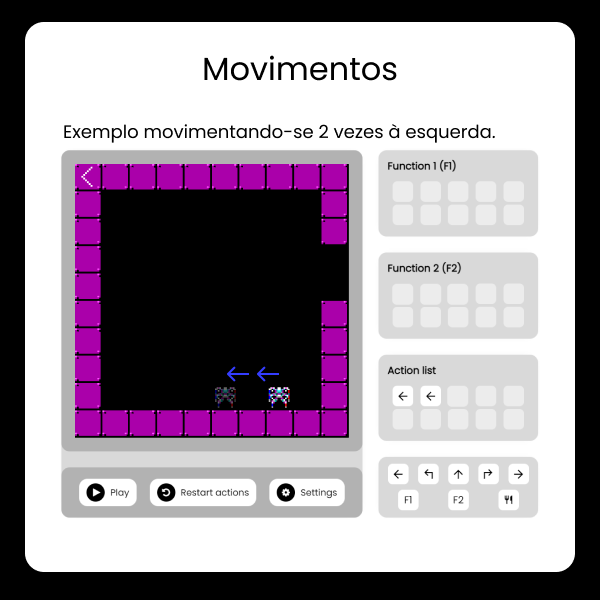 Movimentos
Exemplo movimentando-se 2 vezes à esquerda.
Function 1 (F1)
Function 2 (F2)
Action list
Play
Restart actions
Settings
F1
F2